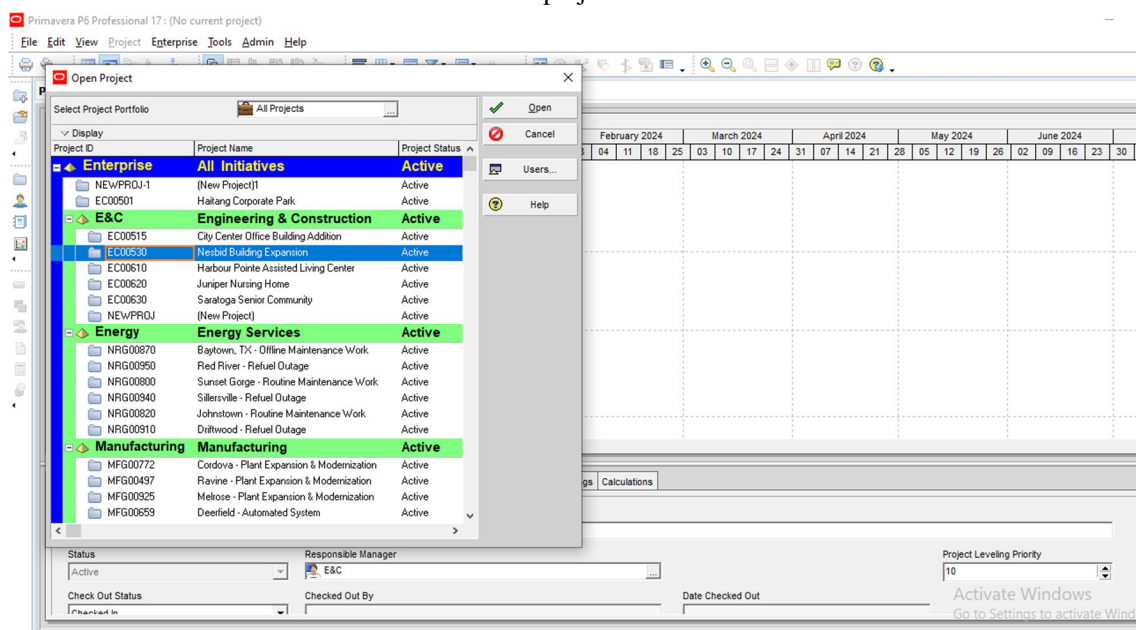 Primavera P6 Professional 17 : (No current project)
File Edit View Project Enterprise Tools Admin Help
Open Project
Select Project Portfolio All Projects ... Open
Display Cancel
Project ID Project Name Project Status
Enterprise All Initiatives Active Users...
NEWPROJ-1 (New Project)1 Active
EC00501 Haitang Corporate Park Active Help
E&C Engineering & Construction Active
EC00515 City Center Office Building Addition Active
EC00530 Nesbid Building Expansion Active
EC00610 Harbour Pointe Assisted Living Center Active
EC00620 Juniper Nursing Home Active
EC00630 Saratoga Senior Community Active
NEWPROJ (New Project) Active
Energy Energy Services Active
NRG00870 Baytown, TX - Offline Maintenance Work Active
NRG00950 Red River - Refuel Outage Active
NRG00800 Sunset Gorge - Routine Maintenance Work Active
NRG00940 Sillersville - Refuel Outage Active
NRG00820 Johnstown - Routine Maintenance Work Active
NRG00910 Driftwood - Refuel Outage Active
Manufacturing Manufacturing Active
MFG00772 Cordova - Plant Expansion & Modernization Active
MFG00497 Ravine - Plant Expansion & Modernization Active
MFG00925 Melrose - Plant Expansion & Modernization Active
MFG00659 Deerfield - Automated System Active
February 2024 March 2024 April 2024 May 2024 June 2024
04 11 18 25 03 10 17 24 31 07 14 21 28 05 12 19 26 02 09 16 23 30
gs Calculations
Status Responsible Manager Project Leveling Priority
Active E&C ... 10
Check Out Status Checked Out By Date Checked Out
Checked In
Activate Windows
Go to Settings to activate Wind